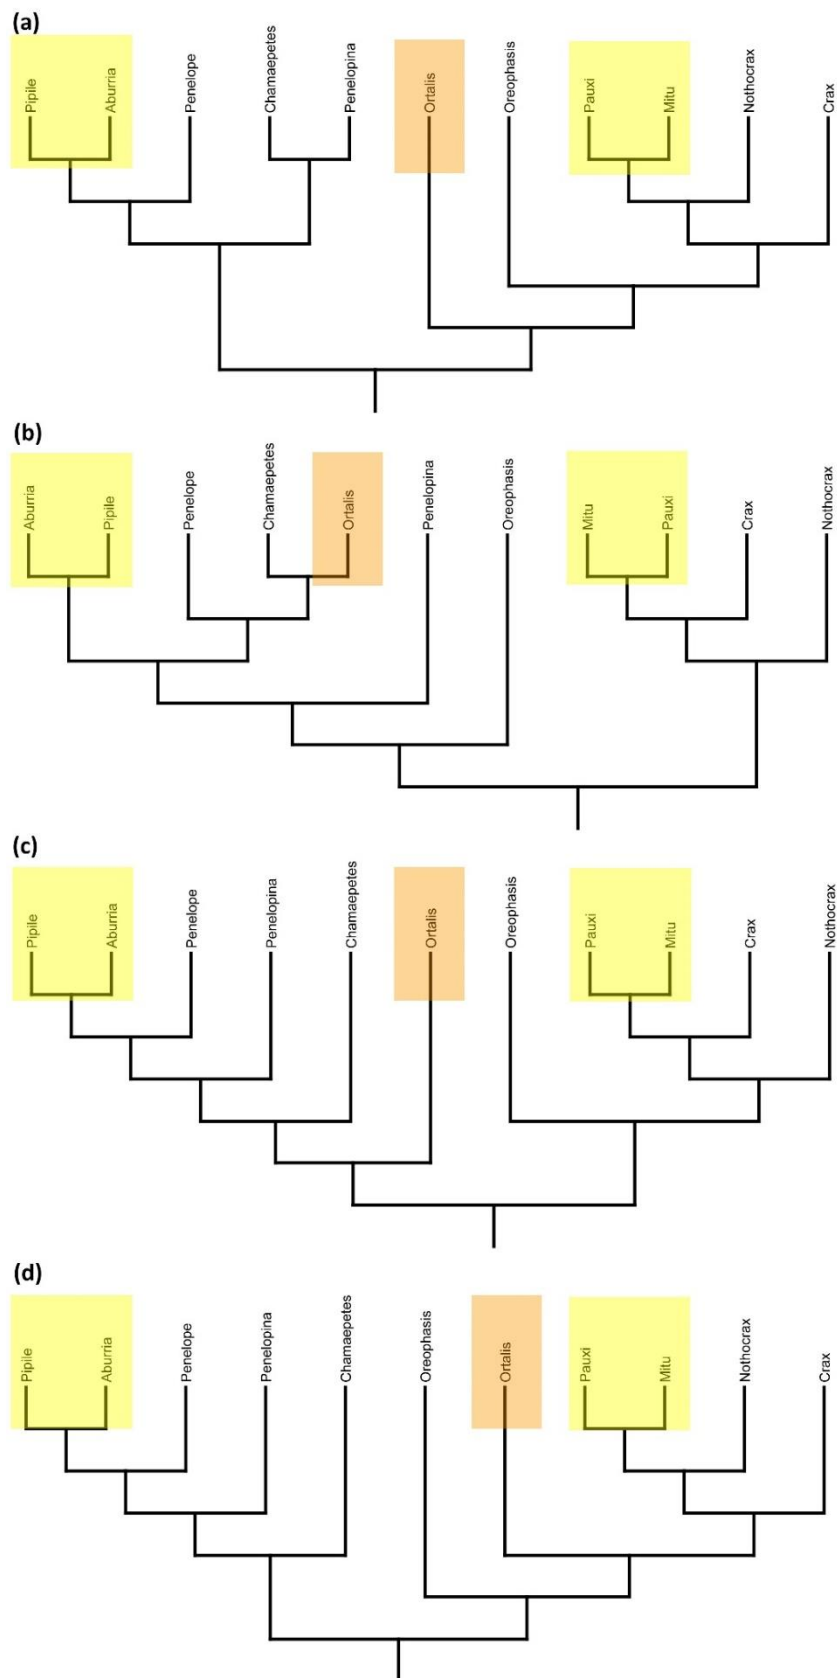 (a)
Pipile
Aburria
Penelope
Chamaepetes
Penelopina
Ortalis
Oreophasis
Pauxi
Mitu
Nothocrax
Crax
(b)
Aburria
Pipile
Penelope
Chamaepetes
Ortalis
Penelopina
Oreophasis
Mitu
Pauxi
Crax
Nothocrax
(c)
Pipile
Aburria
Penelope
Penelopina
Chamaepetes
Ortalis
Oreophasis
Pauxi
Mitu
Crax
Nothocrax
(d)
Pipile
Aburria
Penelope
Penelopina
Chamaepetes
Oreophasis
Ortalis
Pauxi
Mitu
Nothocrax
Crax